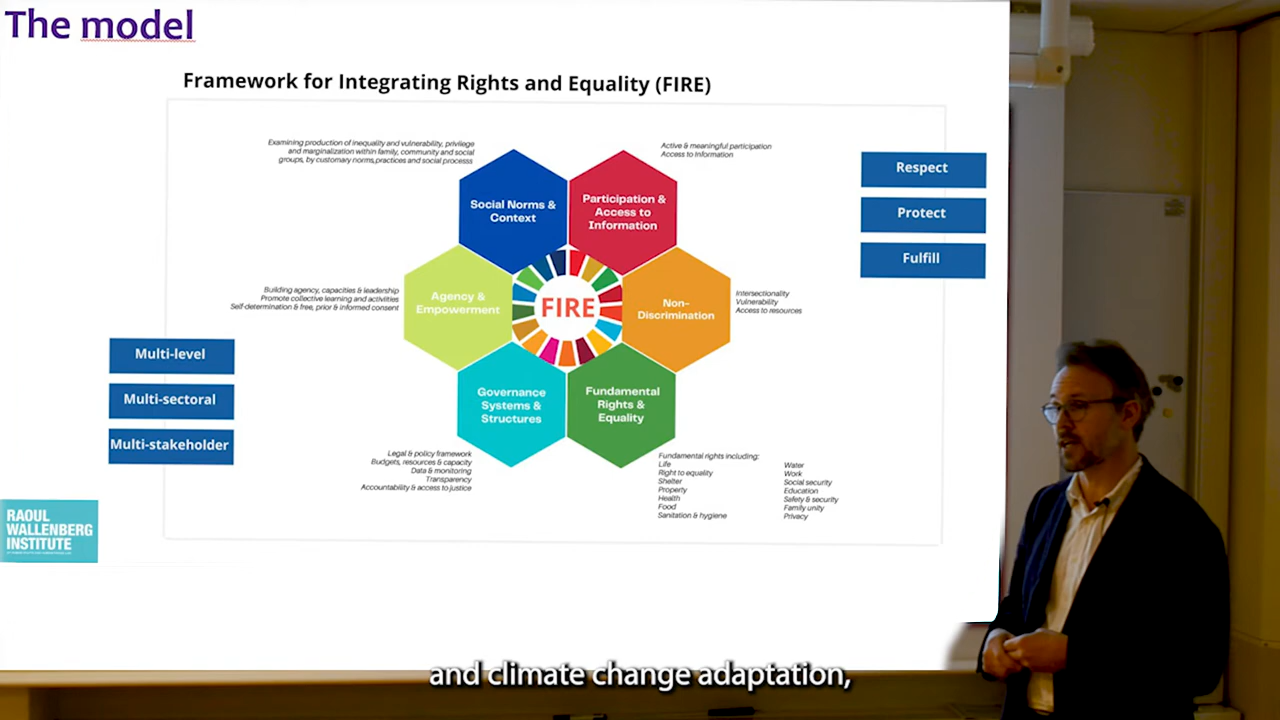 The model
Framework for Integrating Rights and Equality (FIRE)
Examining production of inequality and vulnerability, privilege
and marginalization within family, community and social
groups, by customary norms,practices and social processs
Active & meaningful participation
Access to Information
Social Norms &
Context
Participation &
Access to
Information
Respect
Protect
Fulfill
Building agency, capacities & leadership
Promote collective learning and activities
Self-determination & free, prior & informed consent
Agency &
Empowerment
FIRE
Non-
Discrimination
Intersectionality
Vulnerability
Access to resources
Multi-level
Multi-sectoral
Multi-stakeholder
Governance
Systems &
Structures
Fundamental
Rights &
Equality
Legal & policy framework
Budgets, resources & capacity
Data & monitoring
Transparency
Accountability & access to justice
Fundamental rights including:
Life
Right to equality
Shelter
Property
Health
Food
Sanitation & hygiene
Water
Work
Social security
Education
Safety & security
Family unity
Privacy
RAOUL
WALLENBERG
INSTITUTE
and climate change adaptation,